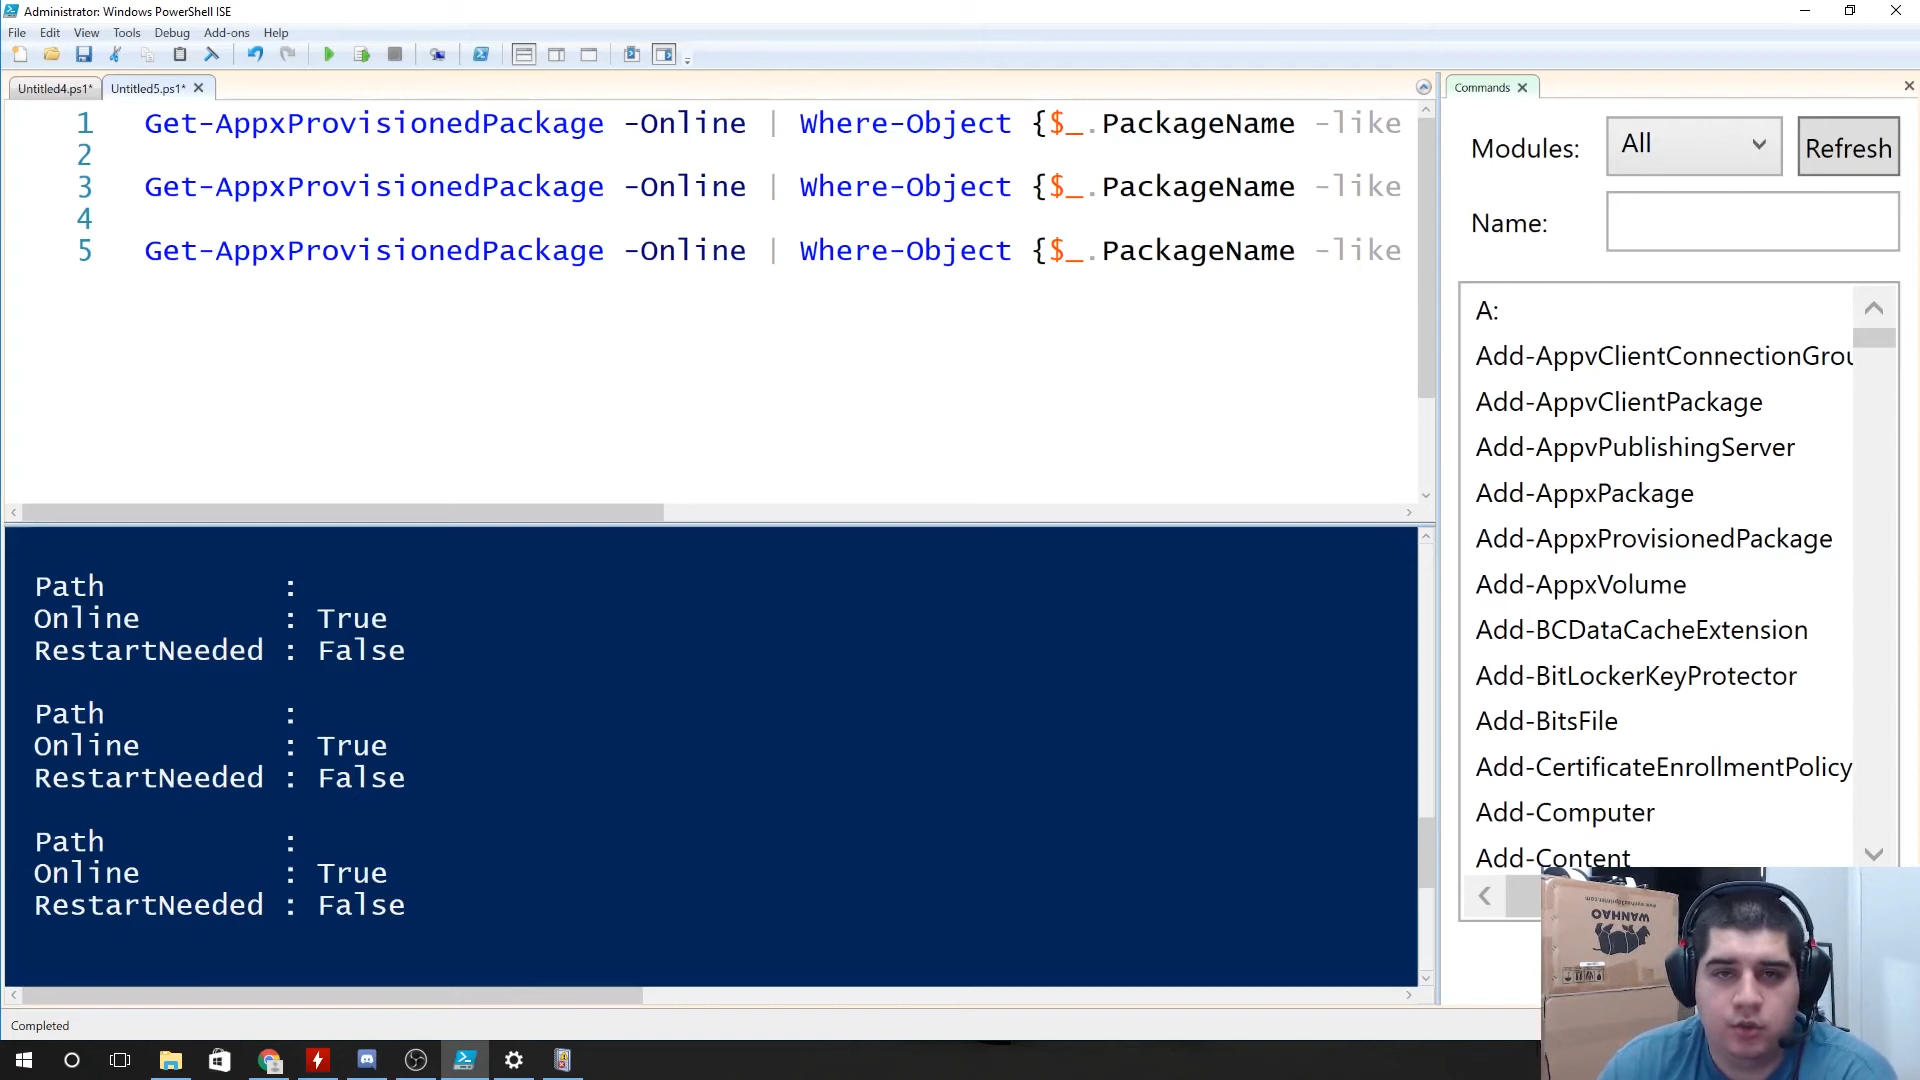 Administrator: Windows PowerShell ISE
File Edit View Tools Debug Add-ons Help
Untitled4.ps1* Untitled5.ps1*
1 Get-AppxProvisionedPackage -Online | Where-Object {$_.PackageName -like
2
3 Get-AppxProvisionedPackage -Online | Where-Object {$_.PackageName -like
4
5 Get-AppxProvisionedPackage -Online | Where-Object {$_.PackageName -like
Path :
Online : True
RestartNeeded : False
Path :
Online : True
RestartNeeded : False
Path :
Online : True
RestartNeeded : False
Completed
Commands
Modules: All Refresh
Name:
A:
Add-AppvClientConnectionGrou
Add-AppvClientPackage
Add-AppvPublishingServer
Add-AppxPackage
Add-AppxProvisionedPackage
Add-AppxVolume
Add-BCDataCacheExtension
Add-BitLockerKeyProtector
Add-BitsFile
Add-CertificateEnrollmentPolicy
Add-Computer
Add-Content
WANHAO